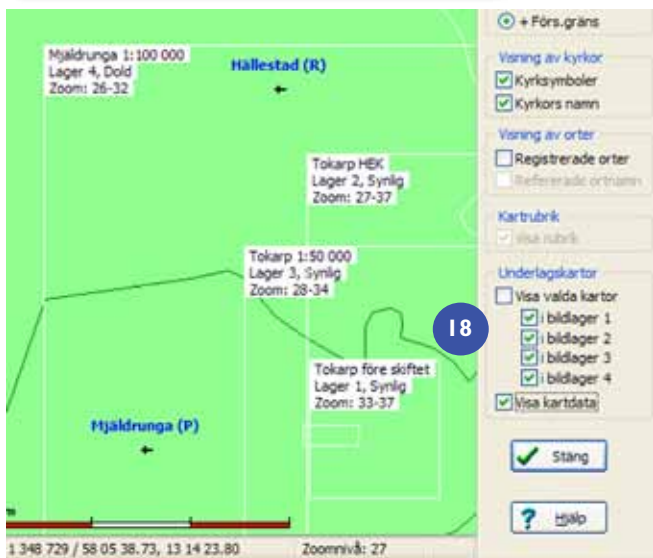 + Förs.gräns
Visning av kyrkor
Kyrksymboler
Kyrkors namn
Visning av orter
Registrerade orter
Refererade ortnamn
Kartrubrik
Visa rubrik
Underlagskartor
Visa valda kartor
i bildlager 1
i bildlager 2
i bildlager 3
i bildlager 4
Visa kartdata
Stäng
Hjälp
Mjäldrunga 1:100 000
Lager 4, Dold
Zoom: 26-32
Hällestad (R)
Tokarp HEK
Lager 2, Synlig
Zoom: 27-37
Tokarp 1:50 000
Lager 3, Synlig
Zoom: 28-34
18
Tokarp före skiftet
Lager 1, Synlig
Zoom: 33-37
Mjäldrunga (P)
m
1 348 729 / 58 05 38.73, 13 14 23.80
Zoomnivå: 27